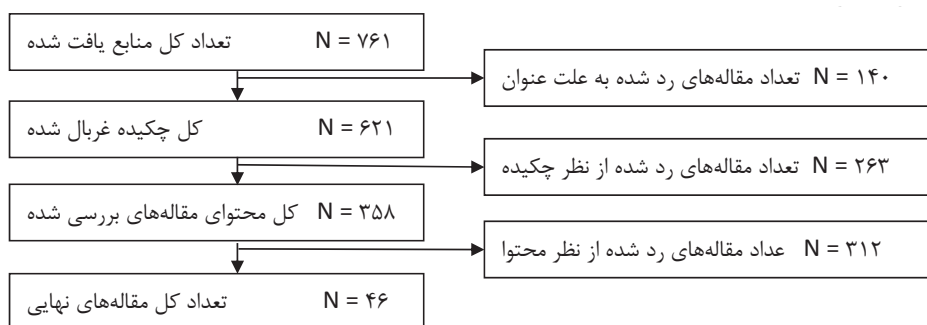 تعداد کل منابع یافت شده N = ۷۶۱
تعداد مقاله‌های رد شده به علت عنوان N = ۱۴۰
کل چکیده غربال شده N = ۶۲۱
تعداد مقاله‌های رد شده از نظر چکیده N = ۲۶۳
کل محتوای مقاله‌های بررسی شده N = ۳۵۸
عداد مقاله‌های رد شده از نظر محتوا N = ۳۱۲
تعداد کل مقاله‌های نهایی N = ۴۶